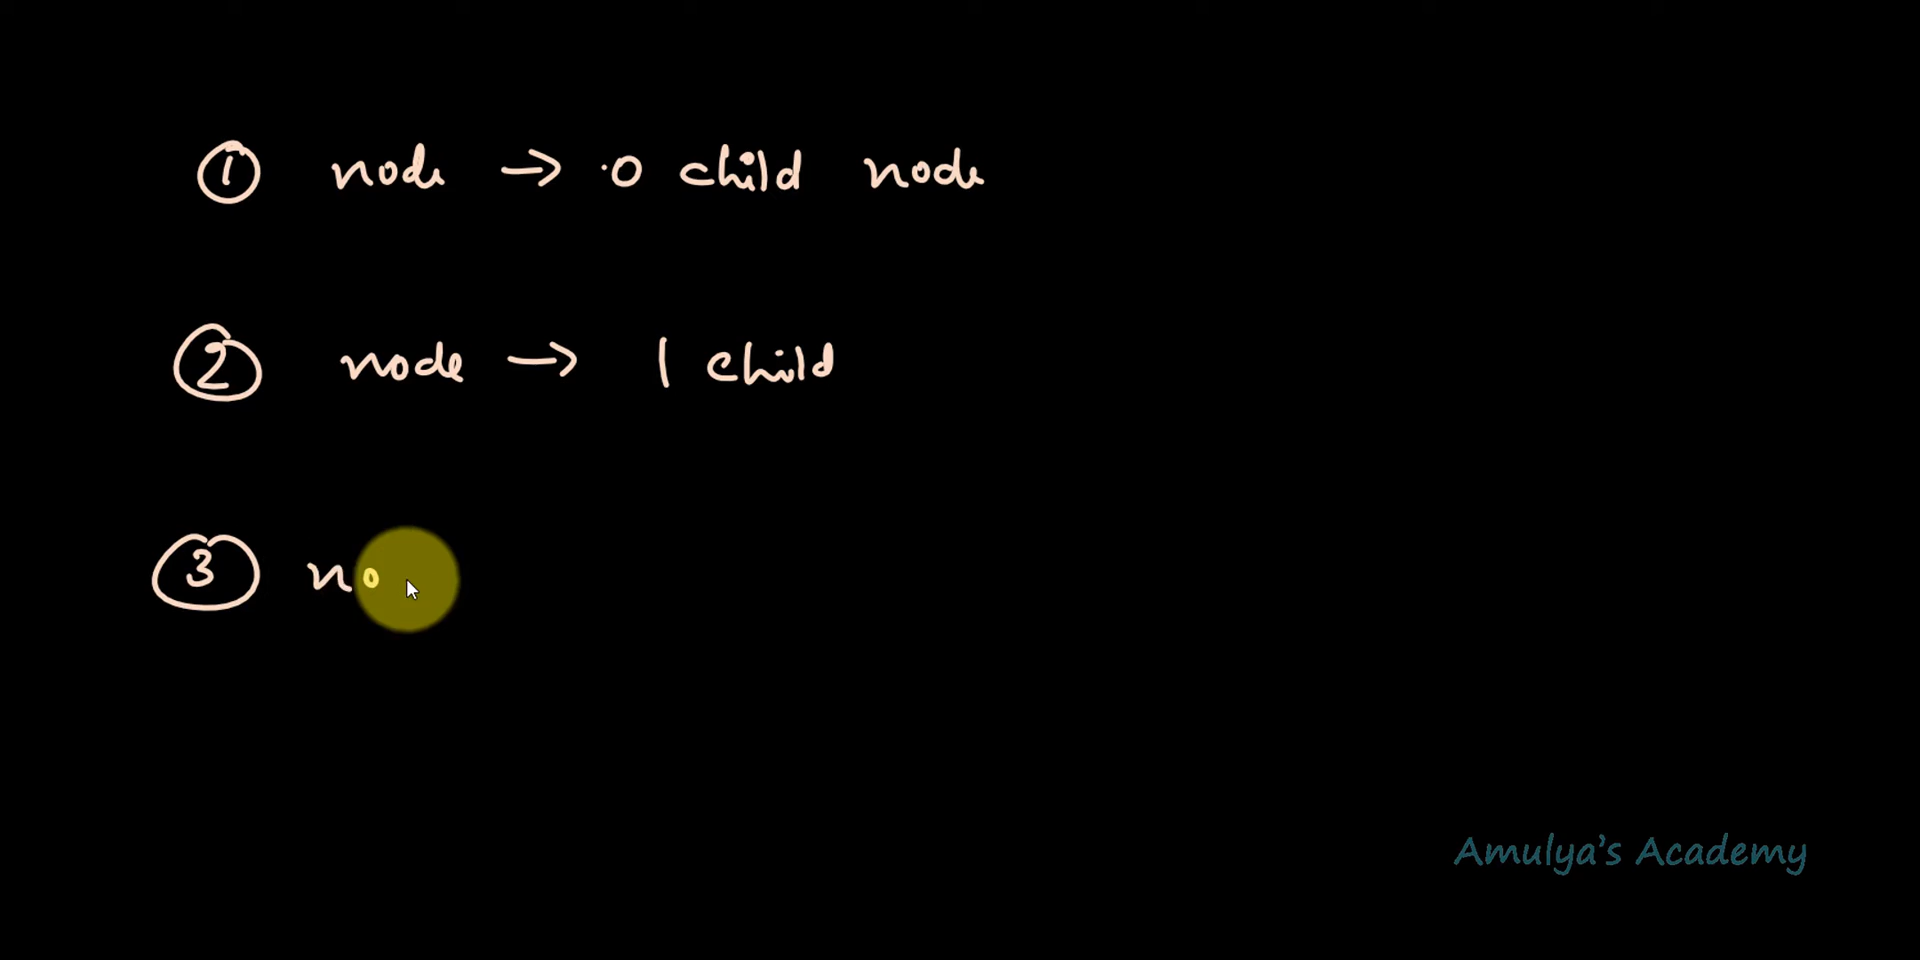 ① node → 0 child node
② node → 1 child
③ no
Amulya's Academy